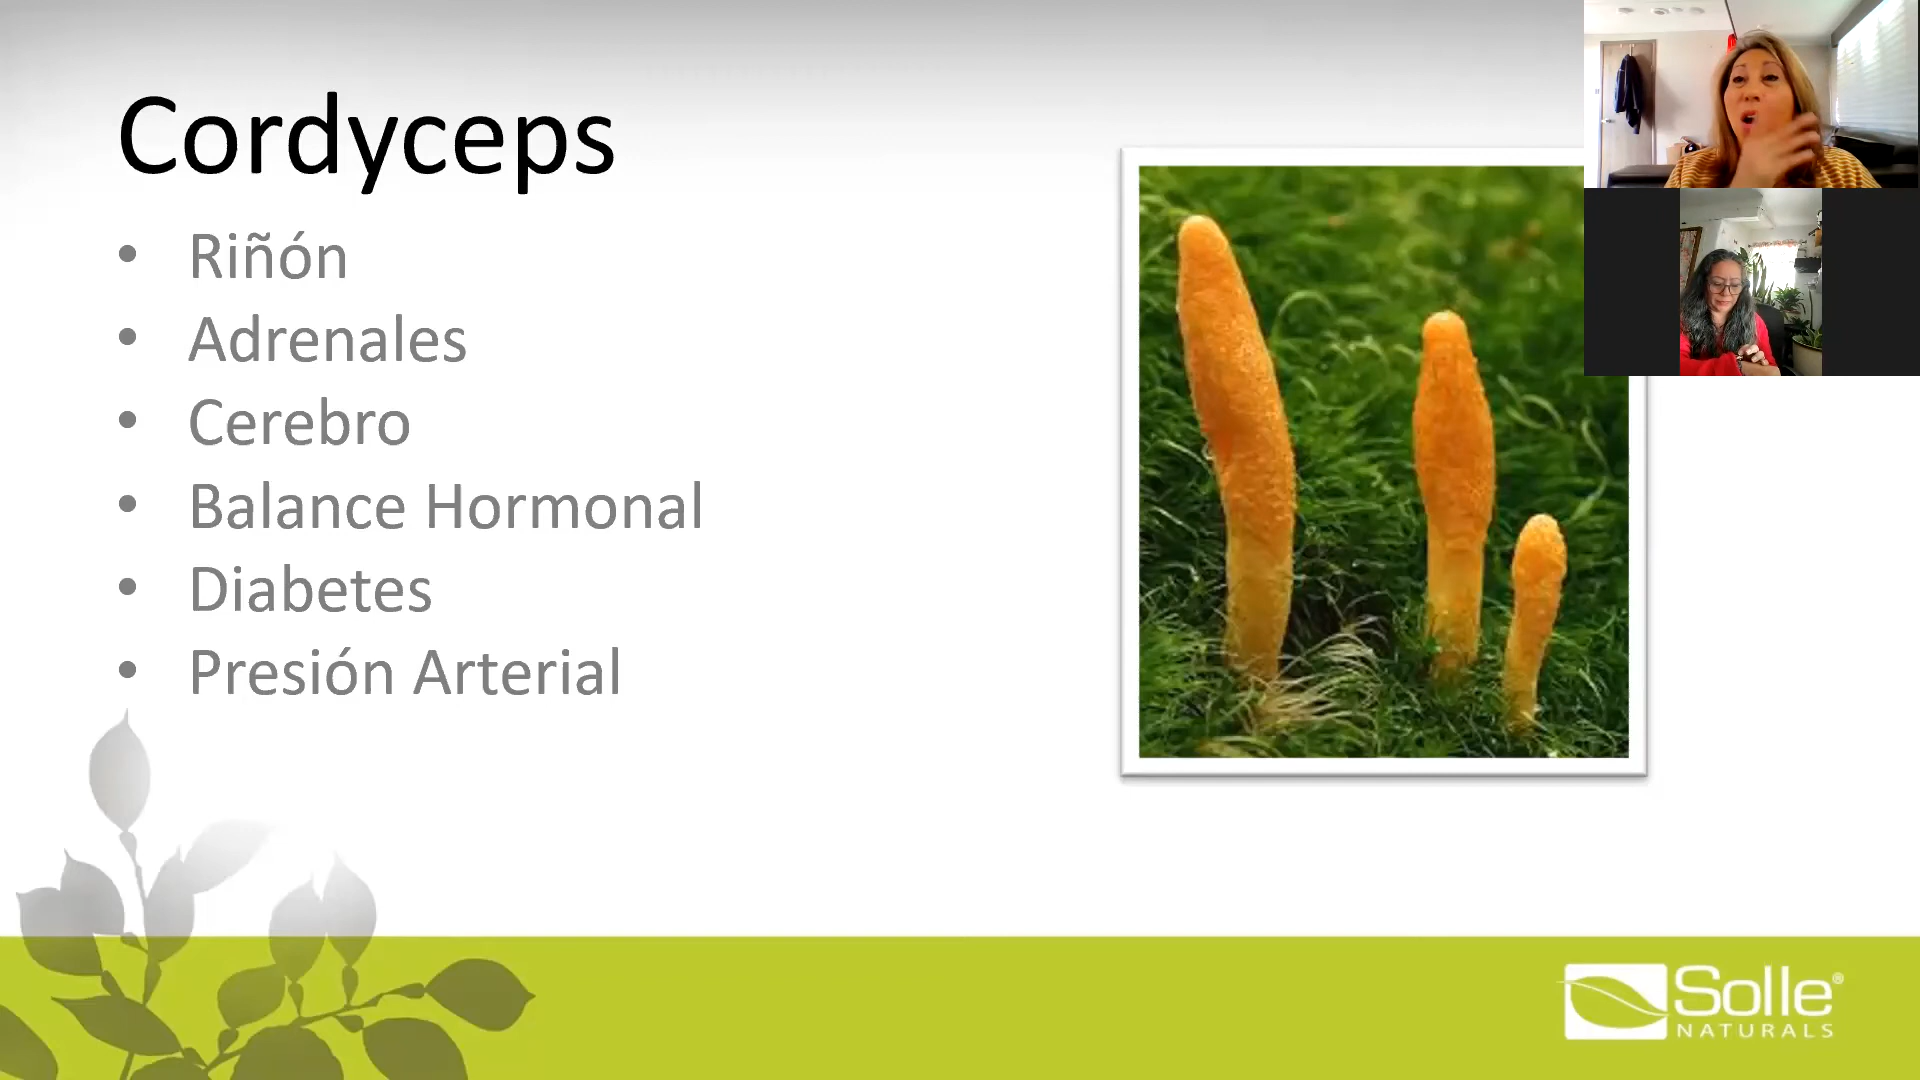 Cordyceps
• Riñón
• Adrenales
• Cerebro
• Balance Hormonal
• Diabetes
• Presión Arterial
Solle®
NATURALS